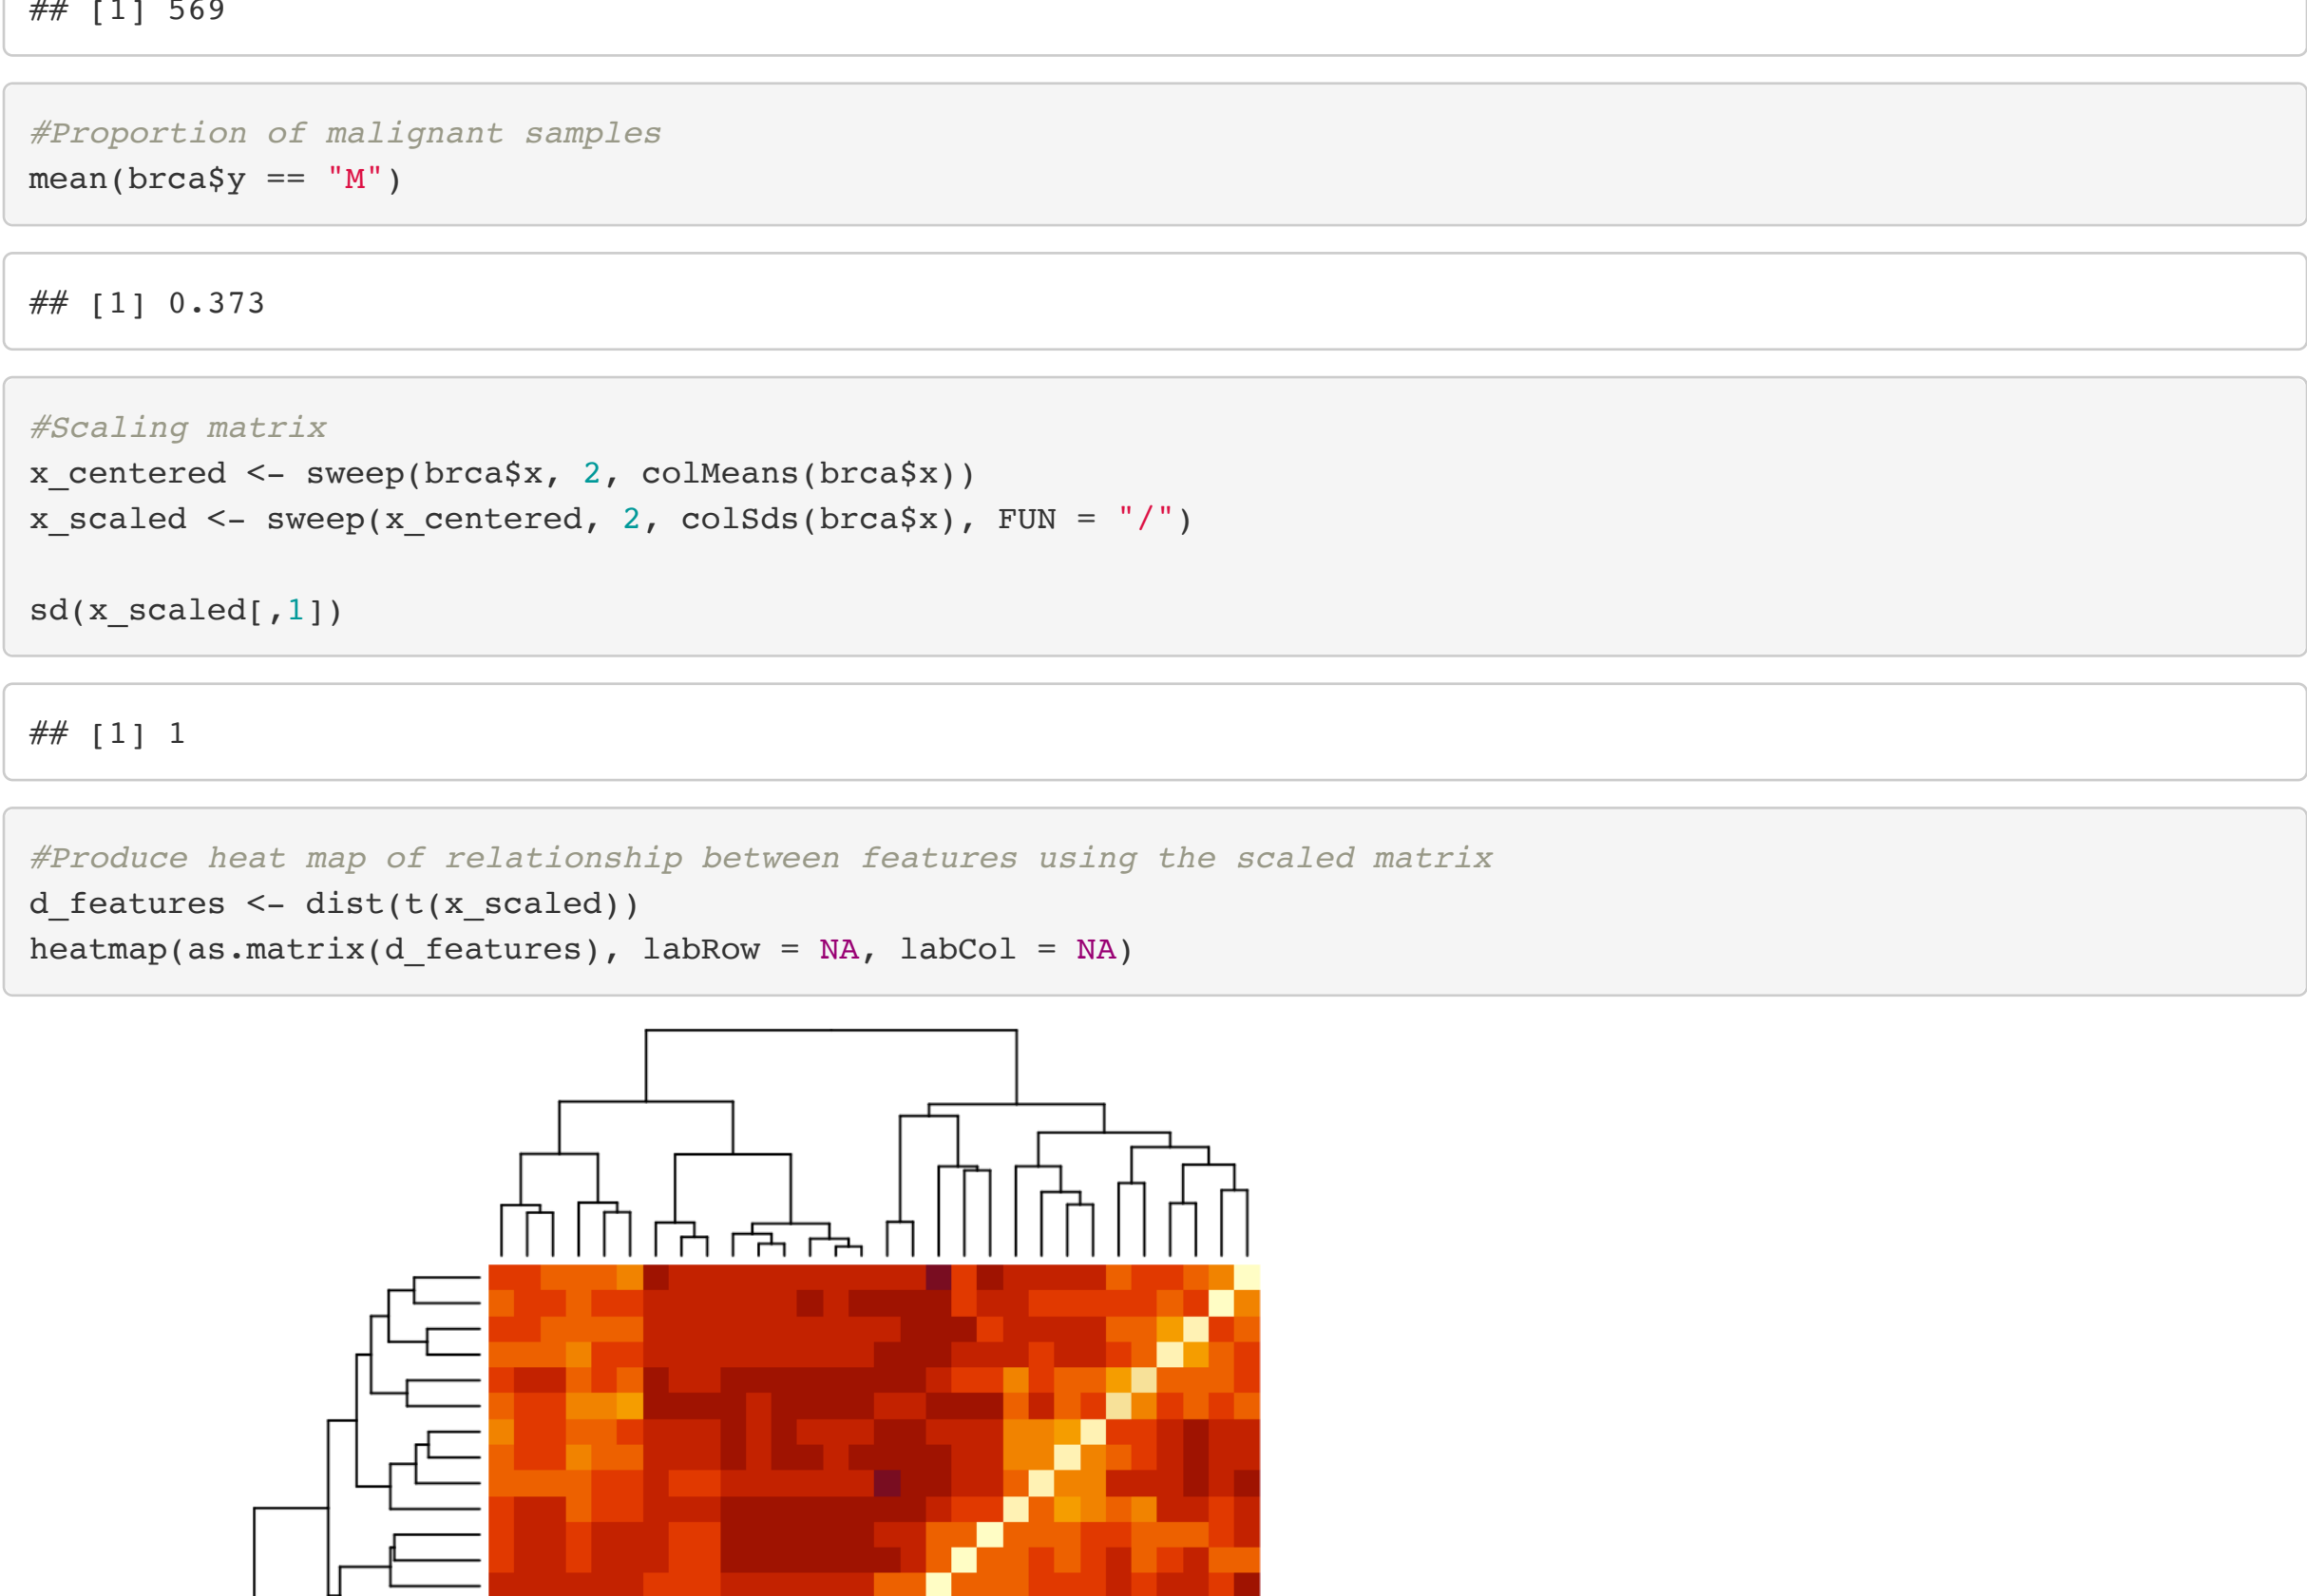 ## [1] 569
#Proportion of malignant samples
mean(brca$y == "M")
## [1] 0.373
#Scaling matrix
x_centered <- sweep(brca$x, 2, colMeans(brca$x))
x_scaled <- sweep(x_centered, 2, colSds(brca$x), FUN = "/")
sd(x_scaled[,1])
## [1] 1
#Produce heat map of relationship between features using the scaled matrix
d_features <- dist(t(x_scaled))
heatmap(as.matrix(d_features), labRow = NA, labCol = NA)